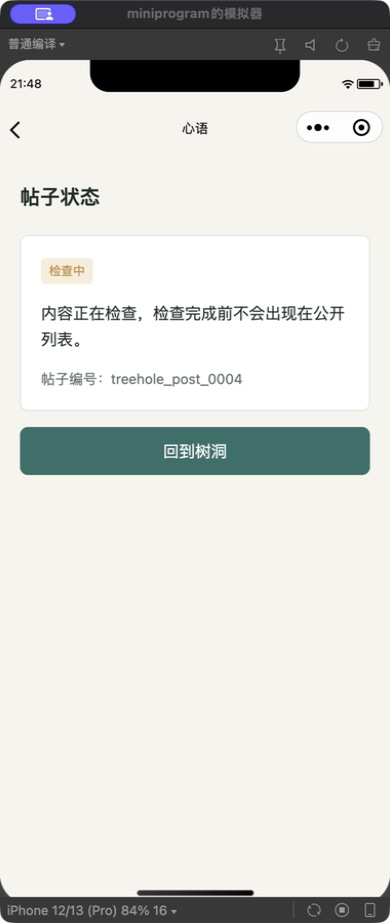 miniprogram的模拟器
普通编译
21:48
心语
帖子状态
检查中
内容正在检查，检查完成前不会出现在公开
列表。
帖子编号：treehole_post_0004
回到树洞
iPhone 12/13 (Pro) 84% 16